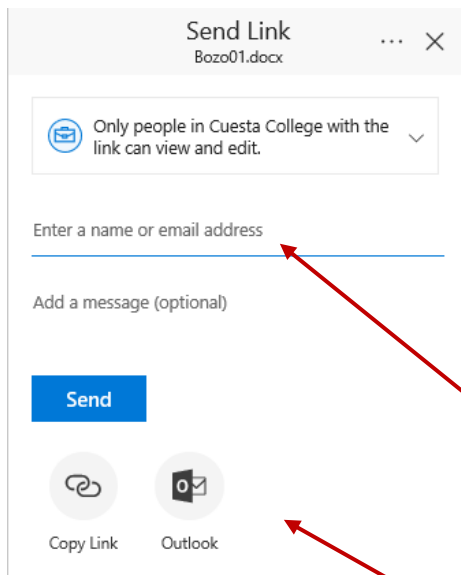 Send Link
Bozo01.docx
Only people in Cuesta College with the
link can view and edit.
Enter a name or email address
Add a message (optional)
Send
Copy Link
Outlook